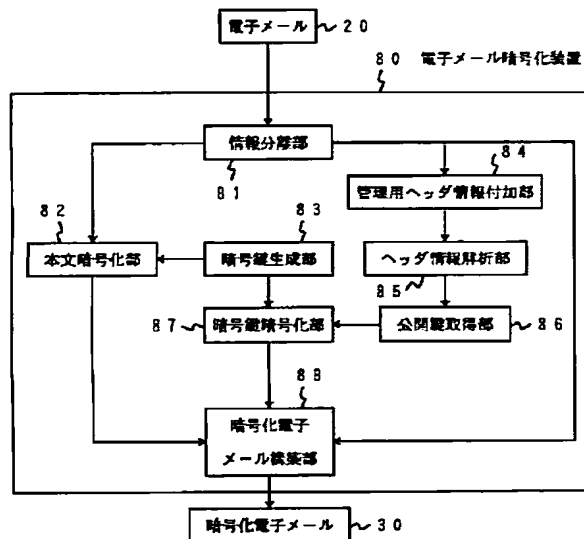 電子メール 20
80 電子メール暗号化装置
情報分離部
81
84
管理用ヘッダ情報付加部
82
83
本文暗号化部
暗号鍵生成部
ヘッダ情報解析部
85
87
暗号鍵暗号化部
公開鍵取得部
86
88
暗号化電子
メール構築部
暗号化電子メール 30